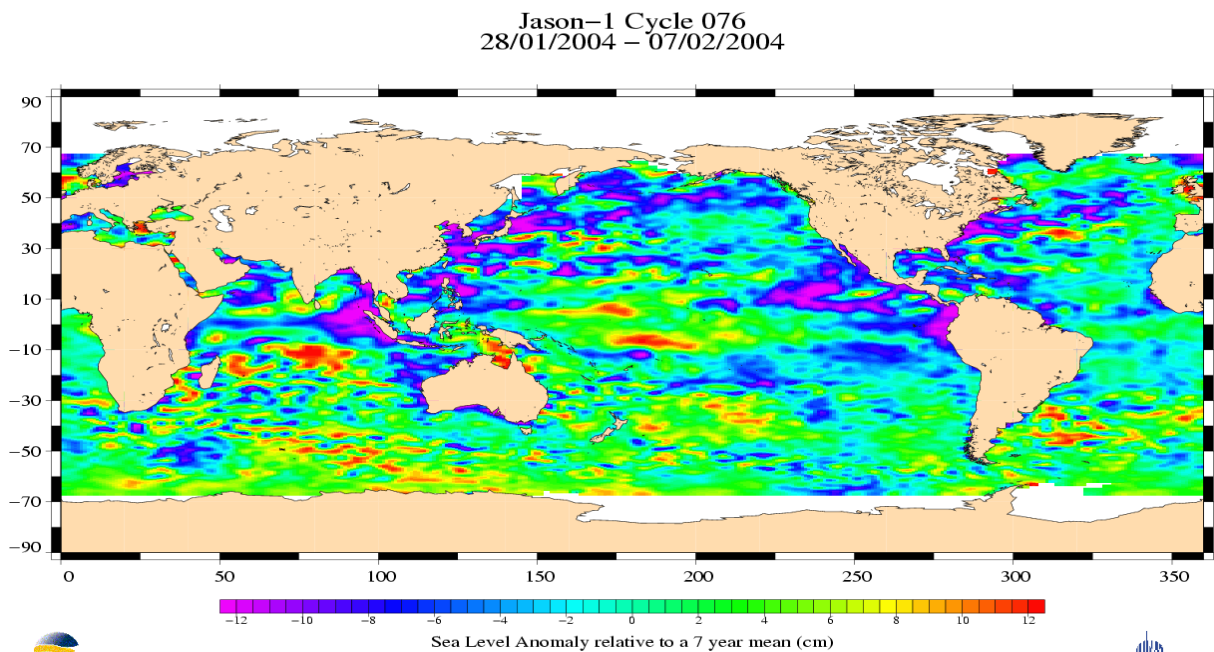 Jason−1 Cycle 076
28/01/2004 − 07/02/2004
90
70
50
30
10
−10
−30
−50
−70
−90
0 50 100 150 200 250 300 350
−12 −10 −8 −6 −4 −2 0 2 4 6 8 10 12
Sea Level Anomaly relative to a 7 year mean (cm)